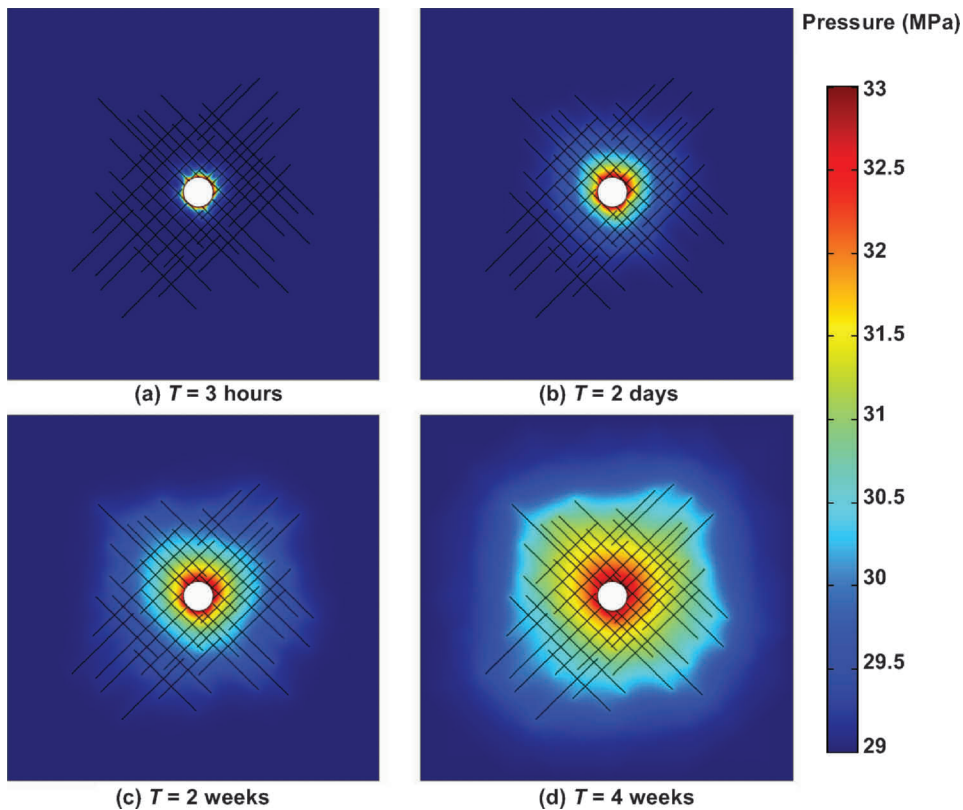 Pressure (MPa)
33
32.5
32
31.5
31
30.5
30
29.5
29
(a) T = 3 hours
(b) T = 2 days
(c) T = 2 weeks
(d) T = 4 weeks